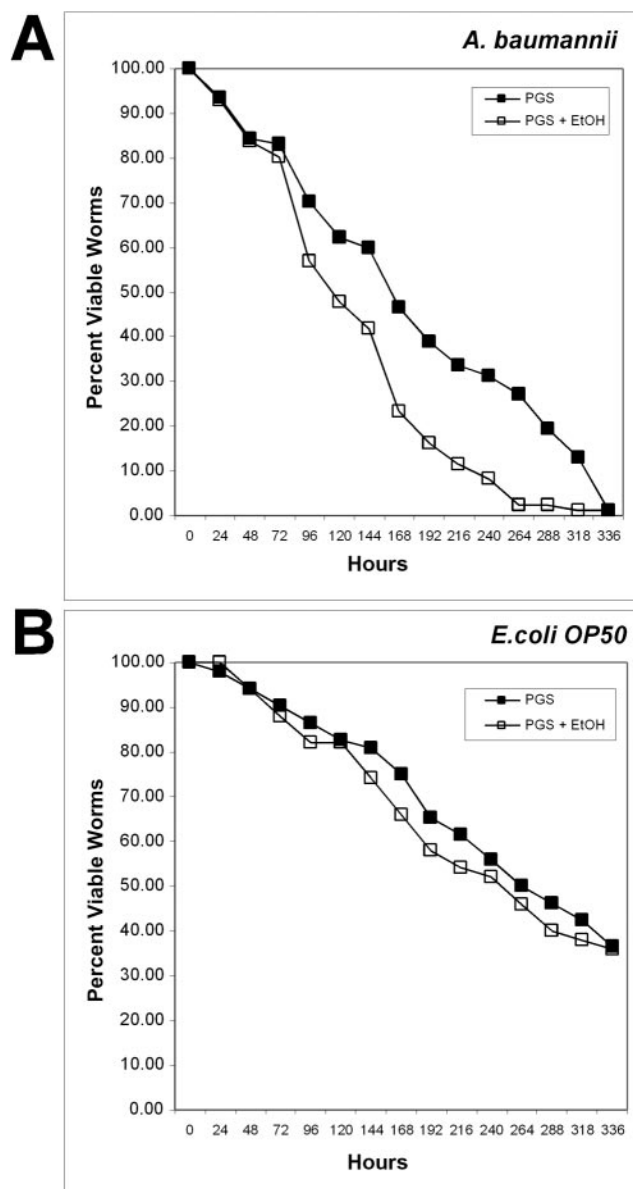 A
A. baumannii
PGS
PGS + EtOH
100.00
90.00
80.00
70.00
60.00
50.00
40.00
30.00
20.00
10.00
0.00
Percent Viable Worms
0 24 48 72 96 120 144 168 192 216 240 264 288 318 336
Hours
B
E.coli OP50
PGS
PGS + EtOH
100.00
90.00
80.00
70.00
60.00
50.00
40.00
30.00
20.00
10.00
0.00
Percent Viable Worms
0 24 48 72 96 120 144 168 192 216 240 264 288 318 336
Hours